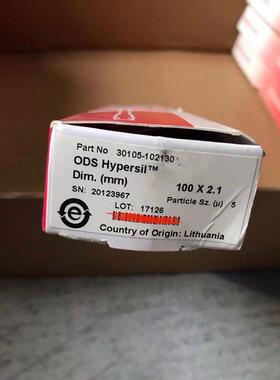 Part No 30105-102130
ODS Hypersil™
Dim. (mm) 100 X 2.1
SN: 20123967 Particle Sz. (µ) 5
LOT: 17126
Country of Origin: Lithuania